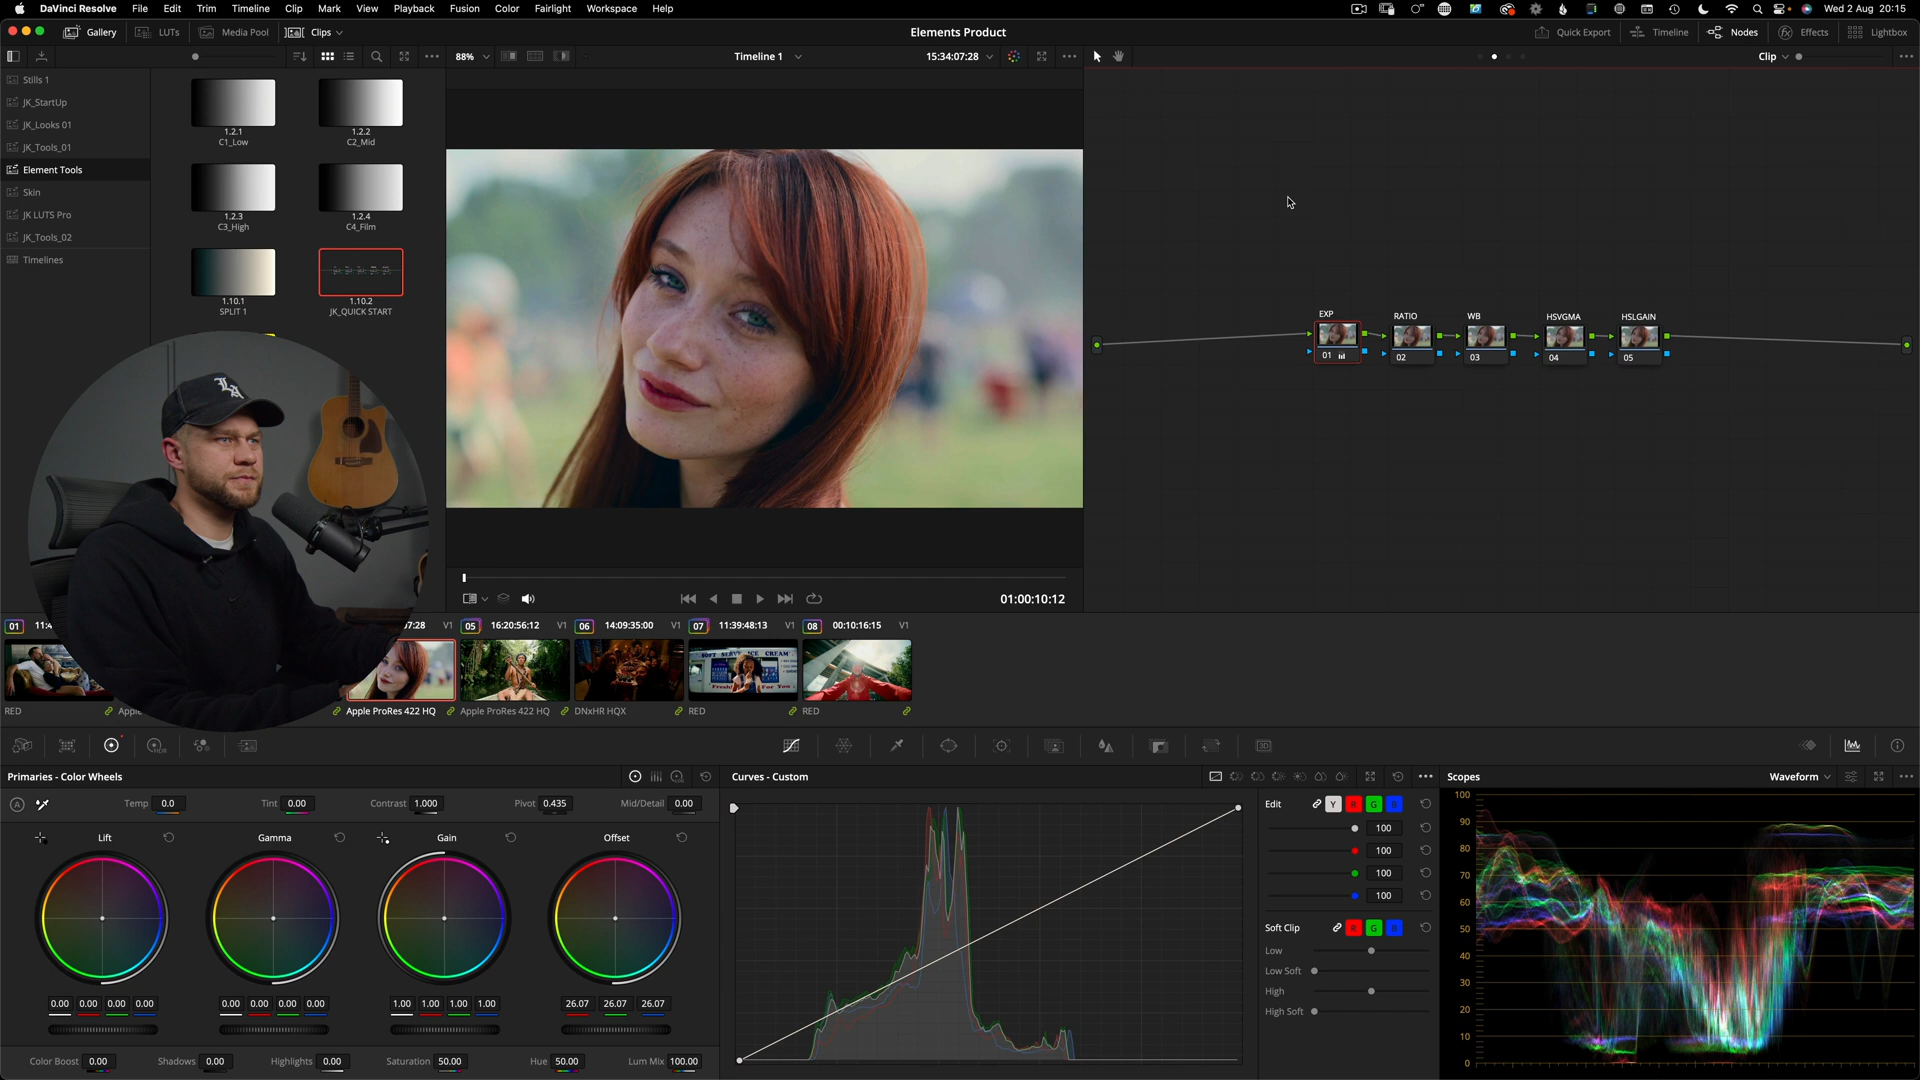 DaVinci Resolve File Edit Trim Timeline Clip Mark View Playback Fusion Color Fairlight Workspace Help Wed 2 Aug 20:15
Gallery LUTs Media Pool Clips Elements Product Quick Export Timeline Nodes Effects Lightbox
88% Timeline 1 15:34:07:28 Clip
Stills 1
JK_StartUp
JK_Looks 01
JK_Tools_01
Element Tools
Skin
JK LUTS Pro
JK_Tools_02
Timelines
1.2.1 1.2.2
C1_Low C2_Mid
1.2.3 1.2.4
C3_High C4_Film
1.10.1 1.10.2
SPLIT 1 JK_QUICK START
EXP RATIO WB HSVGMA HSLGAIN
01 02 03 04 05
01:00:10:12
01 11:4 7:28 V1 05 16:20:56:12 V1 06 14:09:35:00 V1 07 11:39:48:13 V1 08 00:10:16:15 V1
SOFT SERVE ICE CREAM
RED Apple Apple ProRes 422 HQ Apple ProRes 422 HQ DNxHR HQX RED RED
Primaries - Color Wheels Curves - Custom Scopes Waveform
Temp 0.0 Tint 0.00 Contrast 1.000 Pivot 0.435 Mid/Detail 0.00
Lift Gamma Gain Offset
0.00 0.00 0.00 0.00 0.00 0.00 0.00 0.00 1.00 1.00 1.00 1.00 26.07 26.07 26.07
Color Boost 0.00 Shadows 0.00 Highlights 0.00 Saturation 50.00 Hue 50.00 Lum Mix 100.00
Edit Y R G B
100
100
100
100
Soft Clip R G B
Low
Low Soft
High
High Soft
100
90
80
70
60
50
40
30
20
10
0